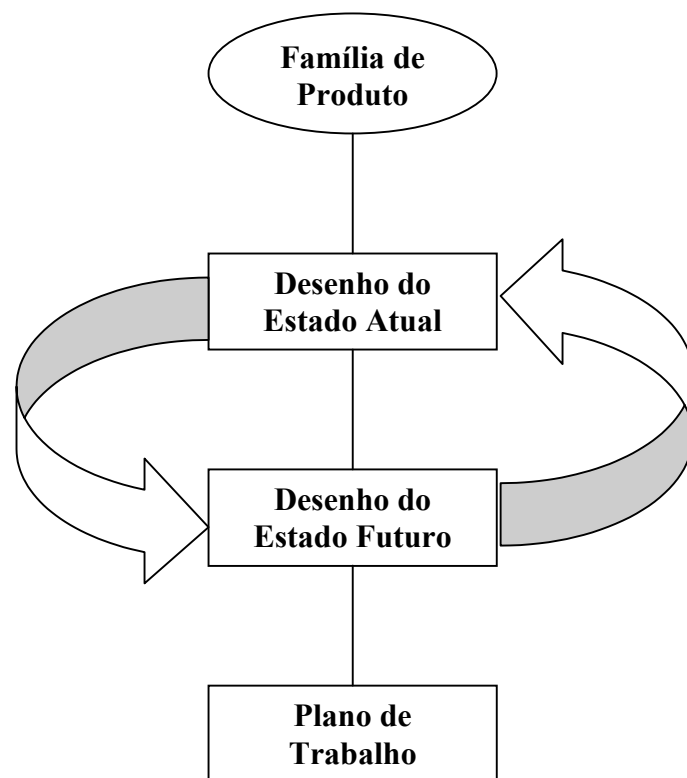 Família de
Produto
Desenho do
Estado Atual
Desenho do
Estado Futuro
Plano de
Trabalho